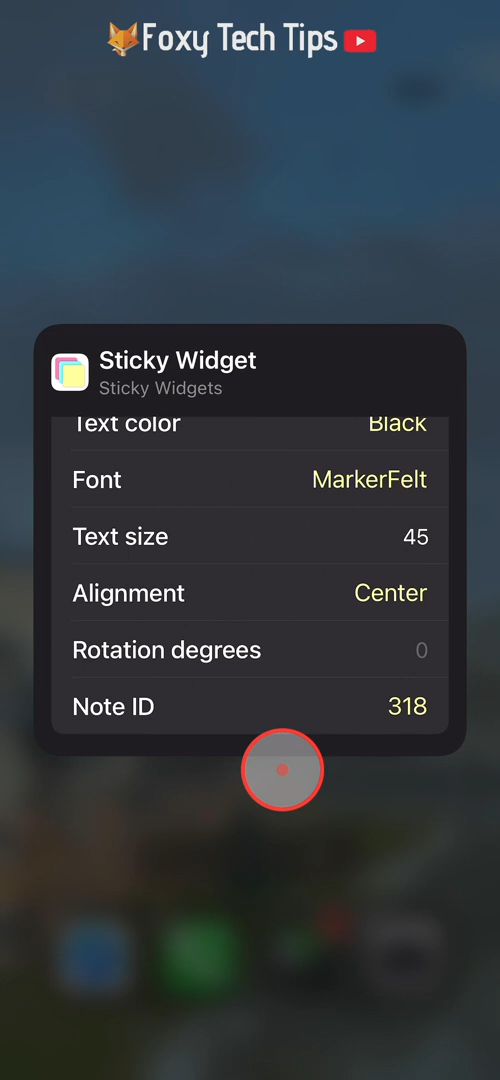 Foxy Tech Tips
Sticky Widget
Sticky Widgets
Text color Black
Font MarkerFelt
Text size 45
Alignment Center
Rotation degrees 0
Note ID 318